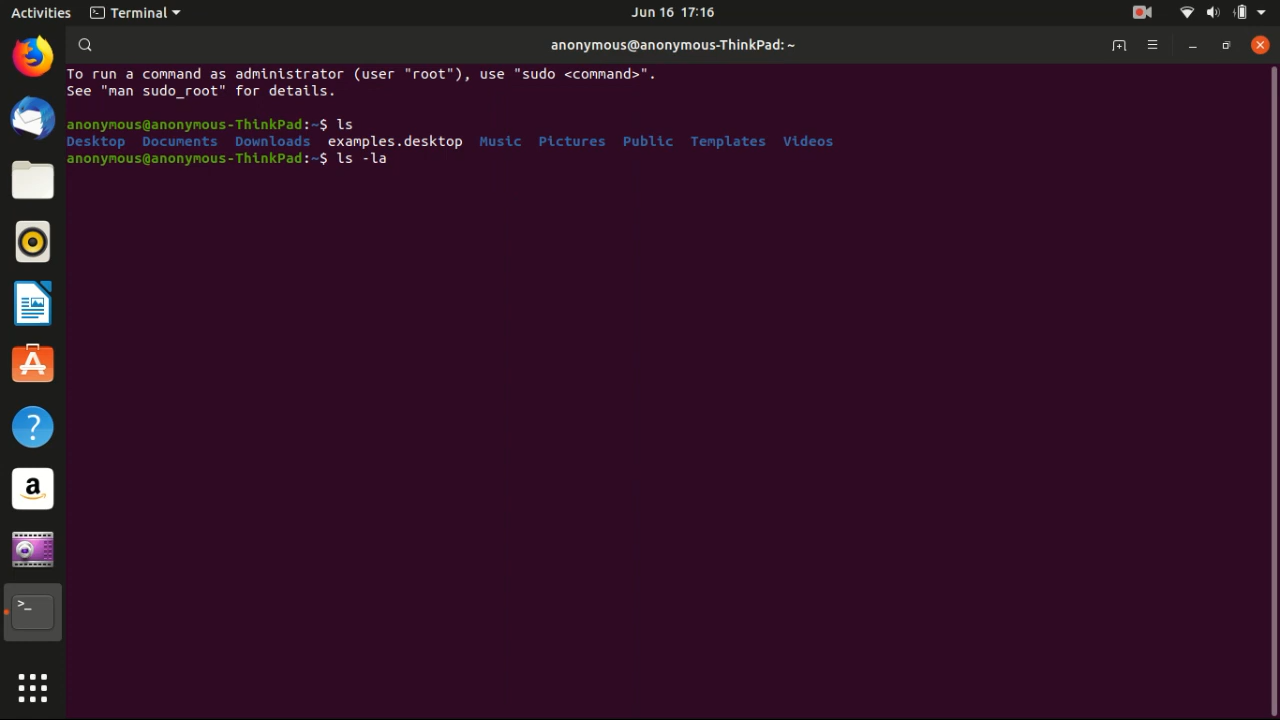 Activities Terminal Jun 16 17:16
anonymous@anonymous-ThinkPad: ~
To run a command as administrator (user "root"), use "sudo <command>".
See "man sudo_root" for details.
anonymous@anonymous-ThinkPad:~$ ls
Desktop Documents Downloads examples.desktop Music Pictures Public Templates Videos
anonymous@anonymous-ThinkPad:~$ ls -la